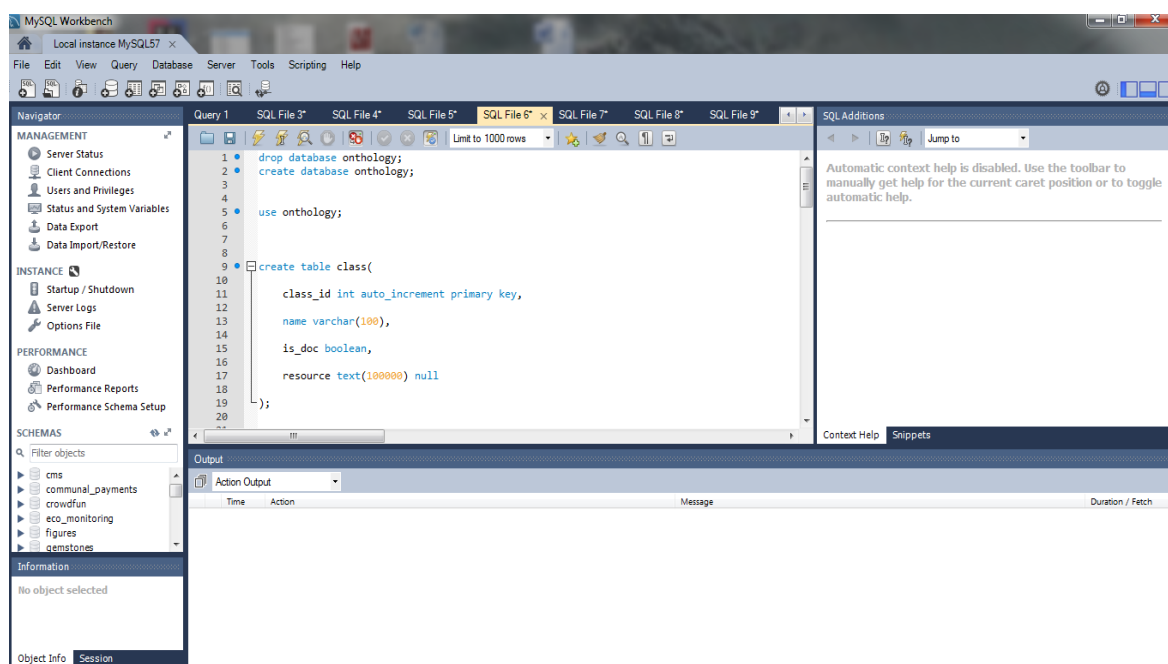 MySQL Workbench
Local instance MySQL57 ×
File Edit View Query Database Server Tools Scripting Help
Navigator
MANAGEMENT
Server Status
Client Connections
Users and Privileges
Status and System Variables
Data Export
Data Import/Restore
INSTANCE
Startup / Shutdown
Server Logs
Options File
PERFORMANCE
Dashboard
Performance Reports
Performance Schema Setup
SCHEMAS
Filter objects
cms
communal_payments
crowdfun
eco_monitoring
figures
gemstones
Information
No object selected
Object Info Session
Query 1 SQL File 3* SQL File 4* SQL File 5* SQL File 6* × SQL File 7* SQL File 8* SQL File 9*
Limit to 1000 rows
1 drop database onthology;
2 create database onthology;
3
4
5 use onthology;
6
7
8
9 create table class(
10
11 class_id int auto_increment primary key,
12
13 name varchar(100),
14
15 is_doc boolean,
16
17 resource text(100000) null
18
19 );
20
21
SQL Additions
Jump to
Automatic context help is disabled. Use the toolbar to
manually get help for the current caret position or to toggle
automatic help.
Context Help Snippets
Output
Action Output
Time Action Message Duration / Fetch